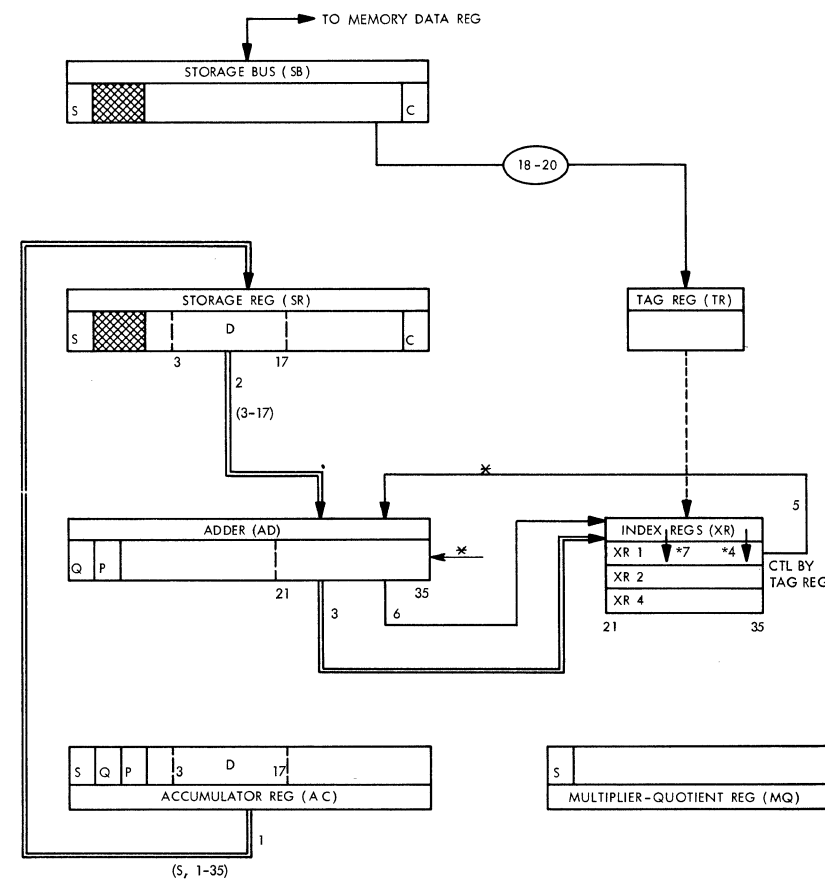 TO MEMORY DATA REG
STORAGE BUS (SB)
S C
18-20
STORAGE REG (SR)
TAG REG (TR)
S D C
3 17
2
(3-17)
5
ADDER (AD)
INDEX REGS (XR)
XR 1 *7 *4
Q P
CTL BY
TAG REG
XR 2
21 35
XR 4
3 6
21 35
S Q P 3 D 17
S
ACCUMULATOR REG (AC)
MULTIPLIER-QUOTIENT REG (MQ)
1
(S, 1-35)